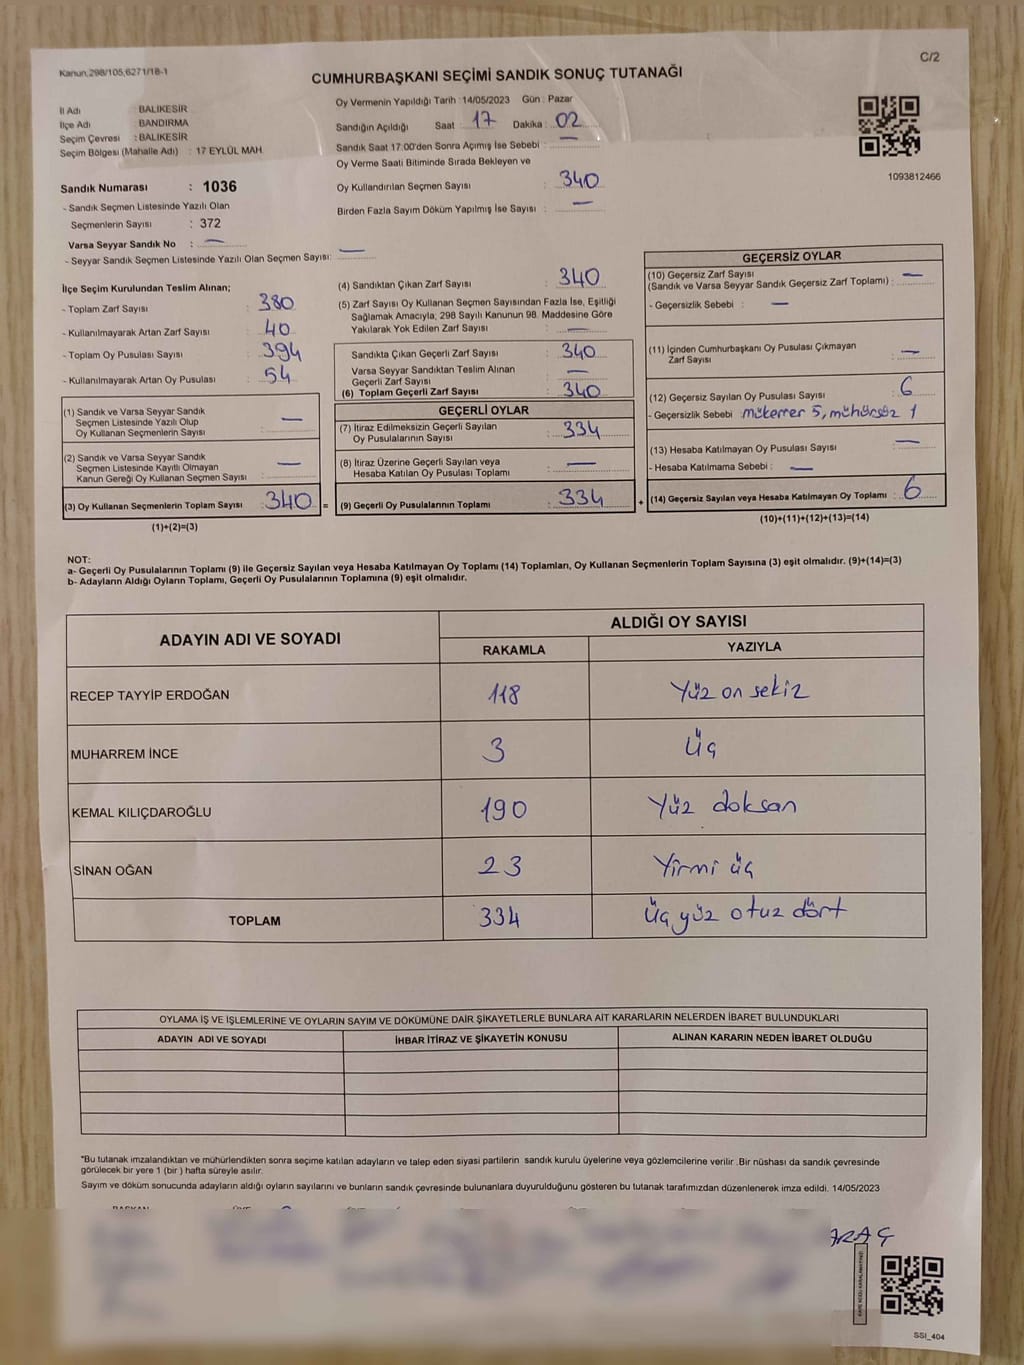 Kanun;298/105,6271/18-1
C/2
CUMHURBAŞKANI SEÇİMİ SANDIK SONUÇ TUTANAĞI
İl Adı : BALIKESİR
İlçe Adı : BANDIRMA
Seçim Çevresi : BALIKESİR
Seçim Bölgesi (Mahalle Adı) : 17 EYLÜL MAH.
Oy Vermenin Yapıldığı Tarih : 14/05/2023 Gün : Pazar
Sandığın Açıldığı Saat : 17 Dakika : 02
Sandık Saat 17:00'den Sonra Açımış İse Sebebi : —
Oy Verme Saati Bitiminde Sırada Bekleyen ve
Oy Kullandırılan Seçmen Sayısı : 340
Birden Fazla Sayım Döküm Yapılmış İse Sayısı : —
1093812466
Sandık Numarası : 1036
- Sandık Seçmen Listesinde Yazılı Olan
Seçmenlerin Sayısı : 372
Varsa Seyyar Sandık No : —
- Seyyar Sandık Seçmen Listesinde Yazılı Olan Seçmen Sayısı: —
İlçe Seçim Kurulundan Teslim Alınan;
- Toplam Zarf Sayısı : 380
- Kullanılmayarak Artan Zarf Sayısı : 40
- Toplam Oy Pusulası Sayısı : 394
- Kullanılmayarak Artan Oy Pusulası : 54
(1) Sandık ve Varsa Seyyar Sandık
Seçmen Listesinde Yazılı Olup
Oy Kullanan Seçmenlerin Sayısı : —
(2) Sandık ve Varsa Seyyar Sandık
Seçmen Listesinde Kayıtlı Olmayan
Kanun Gereği Oy Kullanan Seçmen Sayısı : —
(3) Oy Kullanan Seçmenlerin Toplam Sayısı : 340 =
(1)+(2)=(3)
(4) Sandıktan Çıkan Zarf Sayısı : 340
(5) Zarf Sayısı Oy Kullanan Seçmen Sayısından Fazla İse, Eşitliği
Sağlamak Amacıyla; 298 Sayılı Kanunun 98. Maddesine Göre
Yakılarak Yok Edilen Zarf Sayısı : —
Sandıkta Çıkan Geçerli Zarf Sayısı : 340
Varsa Seyyar Sandıktan Teslim Alınan
Geçerli Zarf Sayısı : —
(6) Toplam Geçerli Zarf Sayısı : 340
GEÇERLİ OYLAR
(7) İtiraz Edilmeksizin Geçerli Sayılan
Oy Pusulalarının Sayısı : 334
(8) İtiraz Üzerine Geçerli Sayılan veya
Hesaba Katılan Oy Pusulası Toplamı : —
(9) Geçerli Oy Pusulalarının Toplamı : 334 +
GEÇERSİZ OYLAR
(10) Geçersiz Zarf Sayısı
(Sandık ve Varsa Seyyar Sandık Geçersiz Zarf Toplamı) : —
- Geçersizlik Sebebi : —
(11) İçinden Cumhurbaşkanı Oy Pusulası Çıkmayan
Zarf Sayısı : —
(12) Geçersiz Sayılan Oy Pusulası Sayısı : 6
- Geçersizlik Sebebi : mükerrer 5, mühürsüz 1
(13) Hesaba Katılmayan Oy Pusulası Sayısı : —
- Hesaba Katılmama Sebebi : —
(14) Geçersiz Sayılan veya Hesaba Katılmayan Oy Toplamı : 6
(10)+(11)+(12)+(13)=(14)
NOT:
a- Geçerli Oy Pusulalarının Toplamı (9) ile Geçersiz Sayılan veya Hesaba Katılmayan Oy Toplamı (14) Toplamları, Oy Kullanan Seçmenlerin Toplam Sayısına (3) eşit olmalıdır. (9)+(14)=(3)
b- Adayların Aldığı Oyların Toplamı, Geçerli Oy Pusulalarının Toplamına (9) eşit olmalıdır.
ADAYIN ADI VE SOYADI
ALDIĞI OY SAYISI
RAKAMLA YAZIYLA
RECEP TAYYİP ERDOĞAN 118 Yüz on sekiz
MUHARREM İNCE 3 Üç
KEMAL KILIÇDAROĞLU 190 Yüz doksan
SİNAN OĞAN 23 Yirmi üç
TOPLAM 334 Üç yüz otuz dört
OYLAMA İŞ VE İŞLEMLERİNE VE OYLARIN SAYIM VE DÖKÜMÜNE DAİR ŞİKAYETLERLE BUNLARA AİT KARARLARIN NELERDEN İBARET BULUNDUKLARI
ADAYIN ADI VE SOYADI İHBAR İTİRAZ VE ŞİKAYETİN KONUSU ALINAN KARARIN NEDEN İBARET OLDUĞU
*Bu tutanak imzalandıktan ve mühürlendikten sonra seçime katılan adayların ve talep eden siyasi partilerin sandık kurulu üyelerine veya gözlemcilerine verilir .Bir nüshası da sandık çevresinde
görülecek bir yere 1 (bir ) hafta süreyle asılır.
Sayım ve döküm sonucunda adayların aldığı oyların sayılarını ve bunların sandık çevresinde bulunanlara duyurulduğunu gösteren bu tutanak tarafımızdan düzenlenerek imza edildi. 14/05/2023
SSI_404